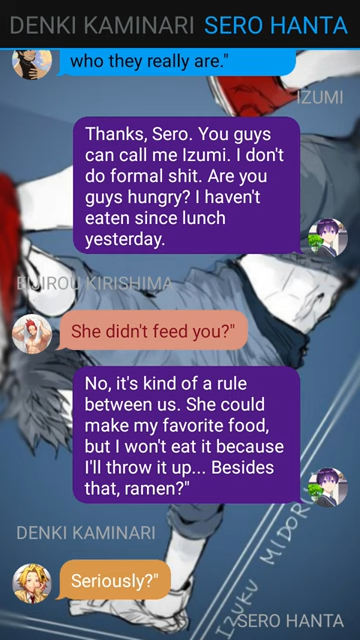 DENKI KAMINARI SERO HANTA
who they really are."
IZUMI
Thanks, Sero. You guys
can call me Izumi. I don't
do formal shit. Are you
guys hungry? I haven't
eaten since lunch
yesterday.
EIJIROU KIRISHIMA
She didn't feed you?"
No, it's kind of a rule
between us. She could
make my favorite food,
but I won't eat it because
I'll throw it up... Besides
that, ramen?"
DENKI KAMINARI
Seriously?"
IZUKU MIDORI
SERO HANTA